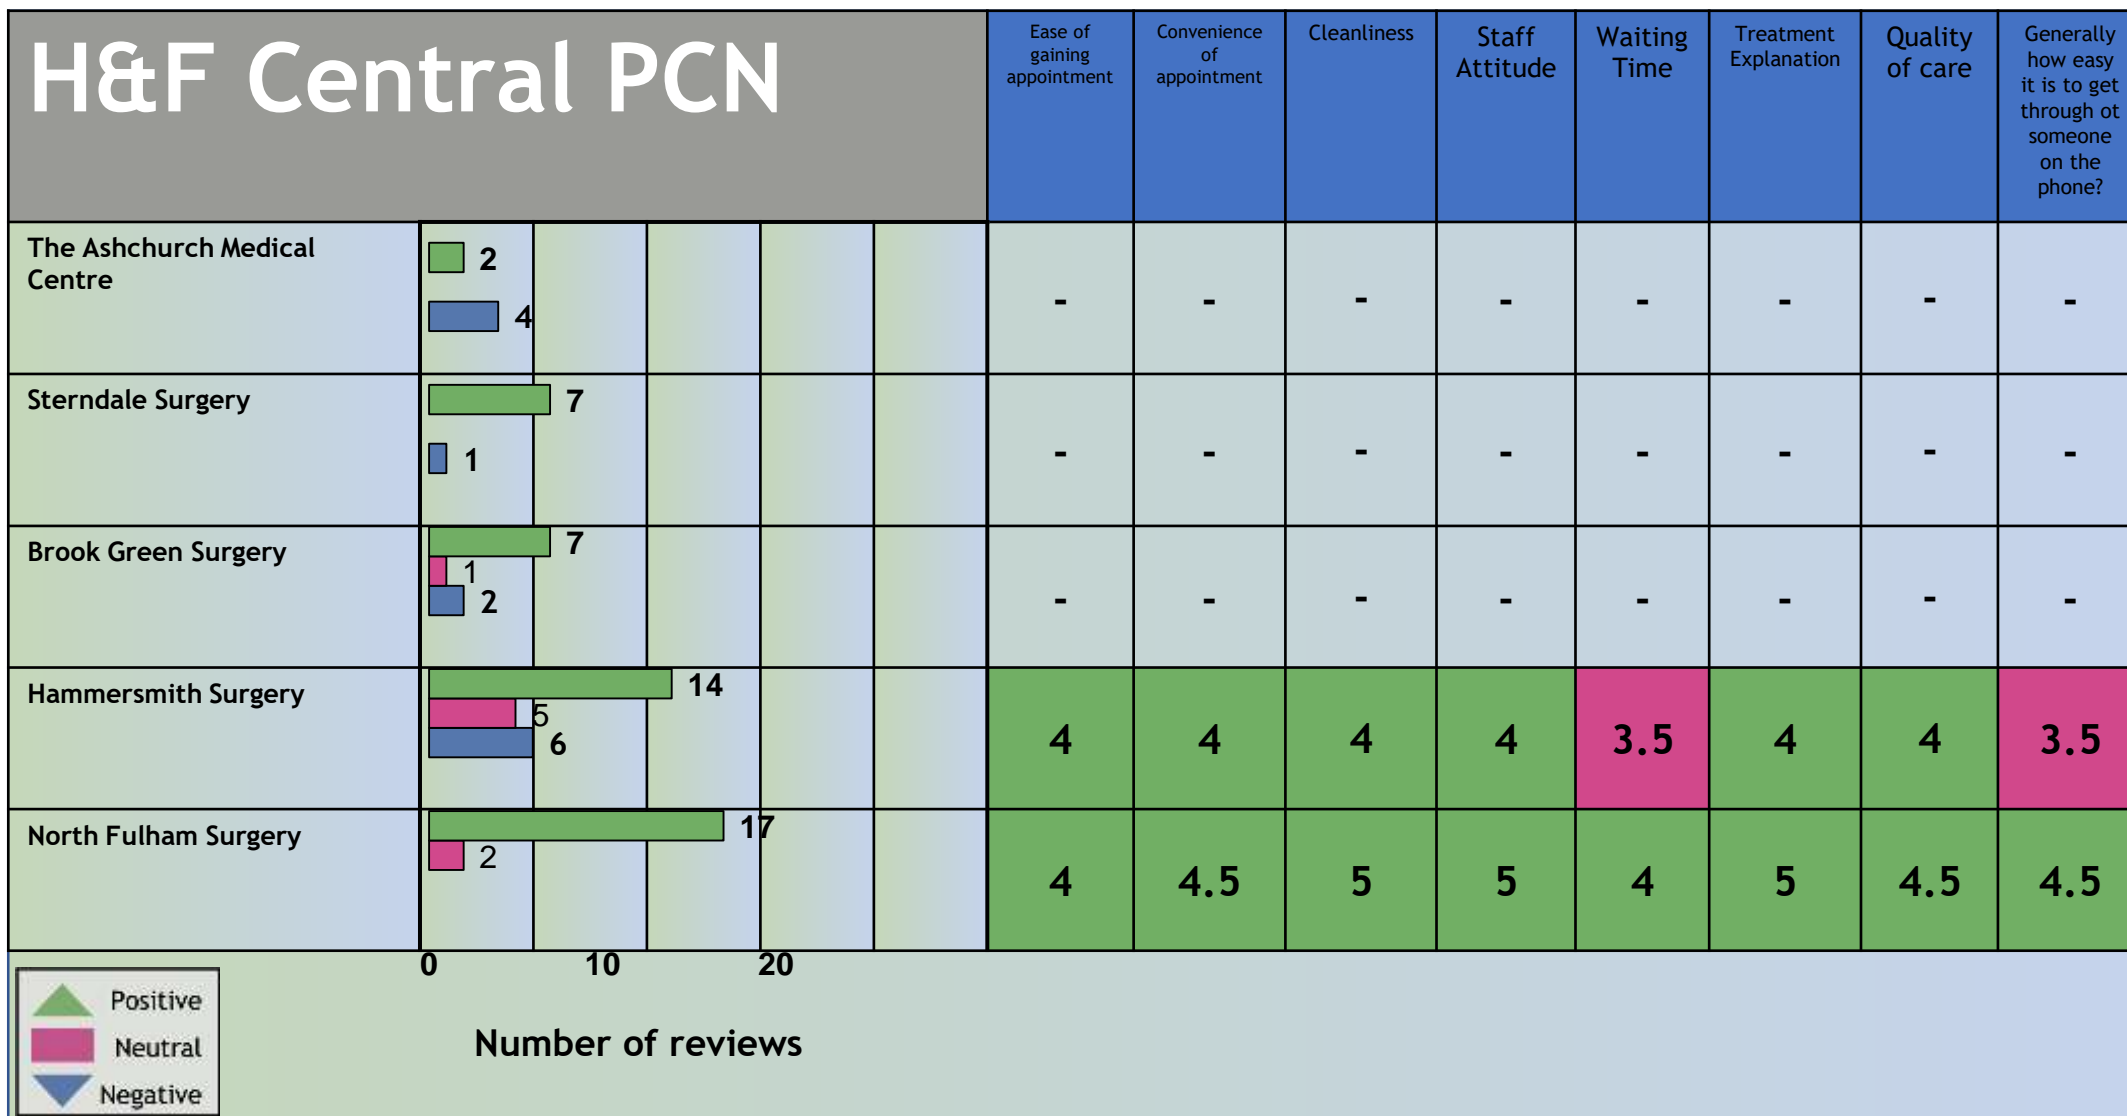 H&F Central PCN
Ease of
gaining
appointment
Convenience
of
appointment
Cleanliness
Staff
Attitude
Waiting
Time
Treatment
Explanation
Quality
of care
Generally
how easy
it is to get
through ot
someone
on the
phone?
The Ashchurch Medical
Centre
2
4
- - - - - - - -
Sterndale Surgery
7
1
- - - - - - - -
Brook Green Surgery
7
1
2
- - - - - - - -
Hammersmith Surgery
14
5
6
4 4 4 4 3.5 4 4 3.5
North Fulham Surgery
17
2
4 4.5 5 5 4 5 4.5 4.5
0 10 20
Number of reviews
Positive
Neutral
Negative